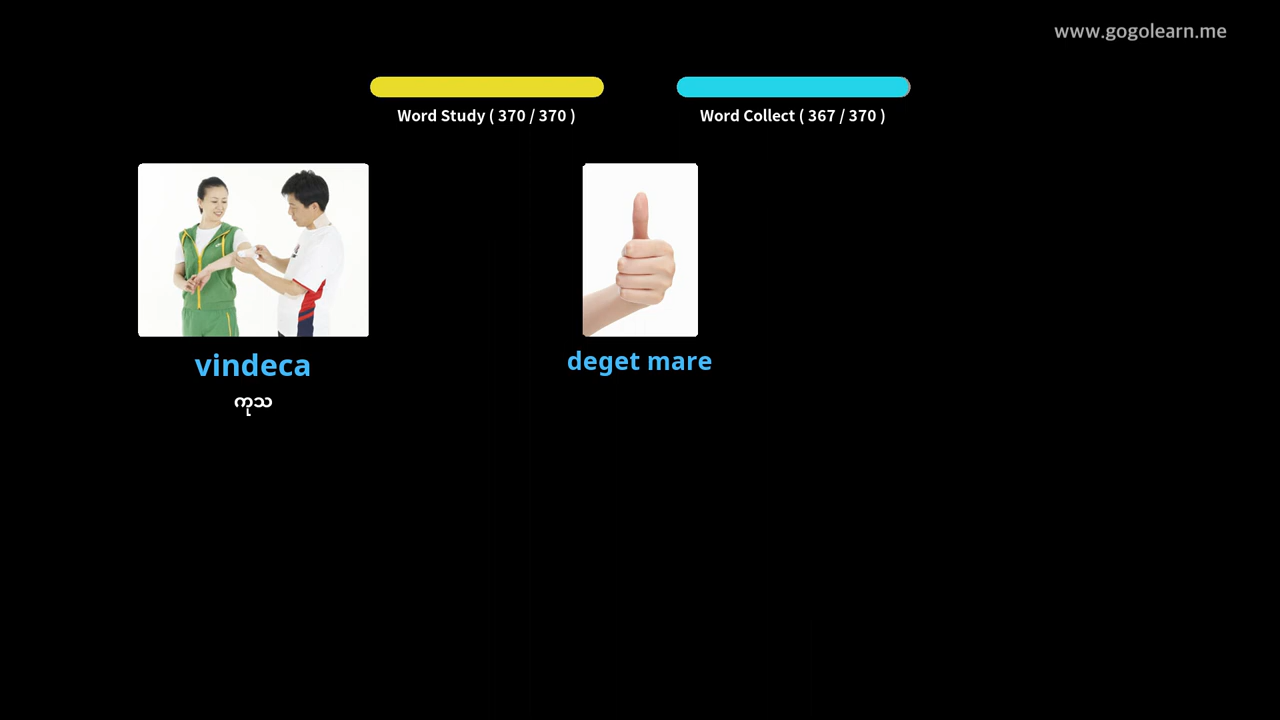 www.gogolearn.me
Word Study ( 370 / 370 )
Word Collect ( 367 / 370 )
vindeca
ကုသ
deget mare